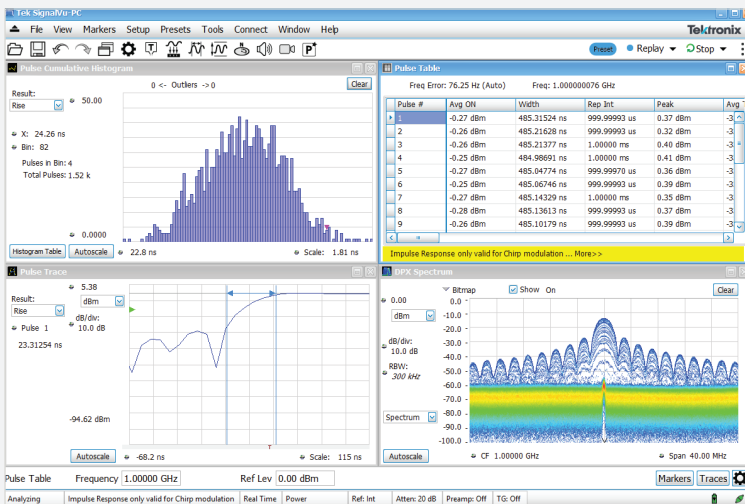 Tek SignalVu-PC
File View Markers Setup Presets Tools Connect Window Help
Tektronix
Preset Replay Stop
Pulse Cumulative Histogram
0 <- Outliers ->0
Clear
Result:
Rise
50.00
X: 24.26 ns
Bin: 82
Pulses in Bin: 4
Total Pulses: 1.52 k
0.0000
Histogram Table Autoscale 22.8 ns Scale: 1.81 ns
Pulse Table
Freq Error: 76.25 Hz (Auto) Freq: 1.000000076 GHz
Pulse # Avg ON Width Rep Int Peak Avg T
1 -0.27 dBm 485.31524 ns 999.99993 us 0.37 dBm -3
2 -0.26 dBm 485.21628 ns 999.99993 us 0.32 dBm -3
3 -0.26 dBm 485.21377 ns 1.00000 ms 0.40 dBm -3
4 -0.25 dBm 484.98691 ns 1.00000 ms 0.41 dBm -3
5 -0.27 dBm 485.04774 ns 999.99970 us 0.36 dBm -3
6 -0.25 dBm 485.06746 ns 999.99993 us 0.39 dBm -3
7 -0.27 dBm 485.14329 ns 1.00000 ms 0.35 dBm -3
8 -0.28 dBm 485.13613 ns 999.99993 us 0.37 dBm -3
9 -0.26 dBm 485.10179 ns 999.99993 us 0.39 dBm -3
Impulse Response only valid for Chirp modulation ... More>>
Pulse Trace
Result:
Rise
Pulse 1
23.31254 ns
5.38
dBm
dB/div:
10.0 dB
-94.62 dBm
T
Autoscale -68.2 ns Scale: 115 ns
DPX Spectrum
Bitmap Show On
Clear
0.00
dBm
dB/div:
10.0 dB
RBW:
300 kHz
Spectrum
0.0
-10.0
-20.0
-30.0
-40.0
-50.0
-60.0
-70.0
-80.0
-90.0
-100.0
Autoscale CF 1.00000 GHz Span 40.00 MHz
Pulse Table Frequency 1.00000 GHz Ref Lev 0.00 dBm Markers Traces
Analyzing Impulse Response only valid for Chirp modulation Real Time Power Ref: Int Atten: 20 dB Preamp: Off TG: Off